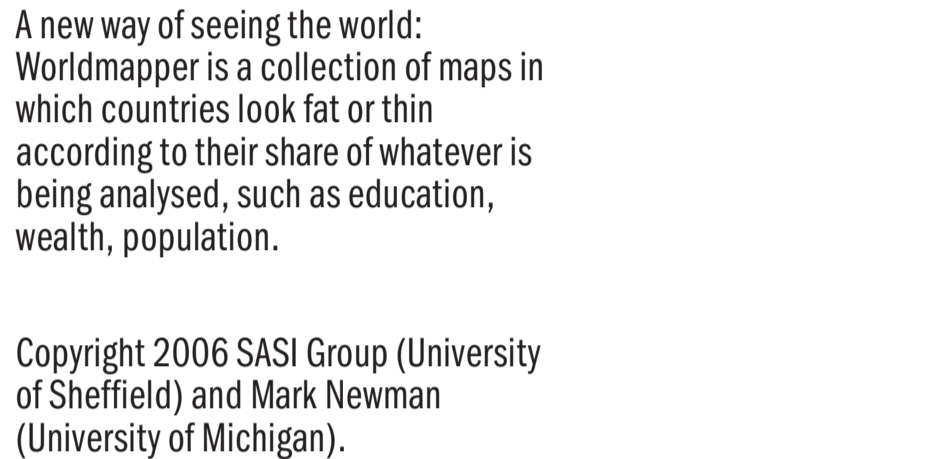 A new way of seeing the world:
Worldmapper is a collection of maps in
which countries look fat or thin
according to their share of whatever is
being analysed, such as education,
wealth, population.
Copyright 2006 SASI Group (University
of Sheffield) and Mark Newman
(University of Michigan).